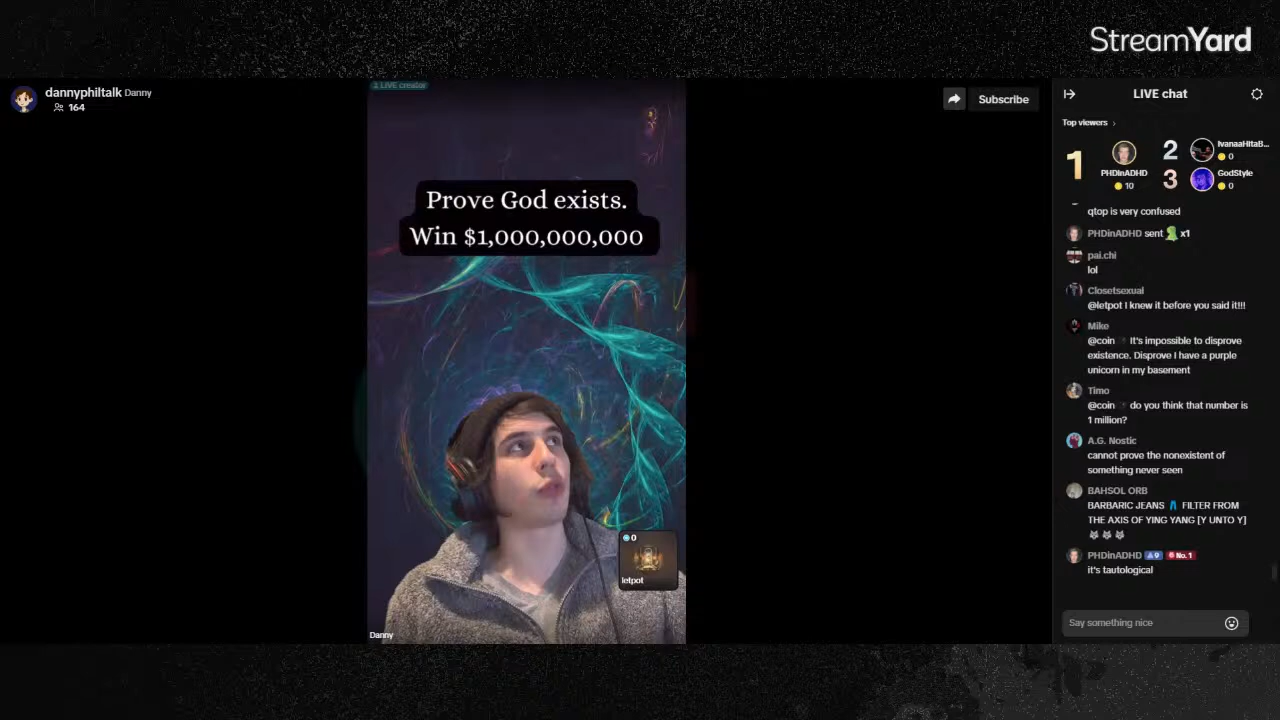 StreamYard
dannyphiltalk Danny
164
Subscribe
LIVE chat
Top viewers
2 LIVE creator
Prove God exists.
Win $1,000,000,000
0
letpot
Danny
1
PHDinADHD
10
2
IvanaaHitaB...
0
3
GodStyle
0
qtop is very confused
PHDinADHD sent x1
pai.chi
lol
Closetsexual
@letpot I knew it before you said it!!!
Mike
@coin It's impossible to disprove
existence. Disprove I have a purple
unicorn in my basement
Timo
@coin do you think that number is
1 million?
A.G. Nostic
cannot prove the nonexistent of
something never seen
BAHSOL ORB
BARBARIC JEANS 👖 FILTER FROM
THE AXIS OF YING YANG [Y UNTO Y]
PHDinADHD 9 No. 1
it's tautological
Say something nice